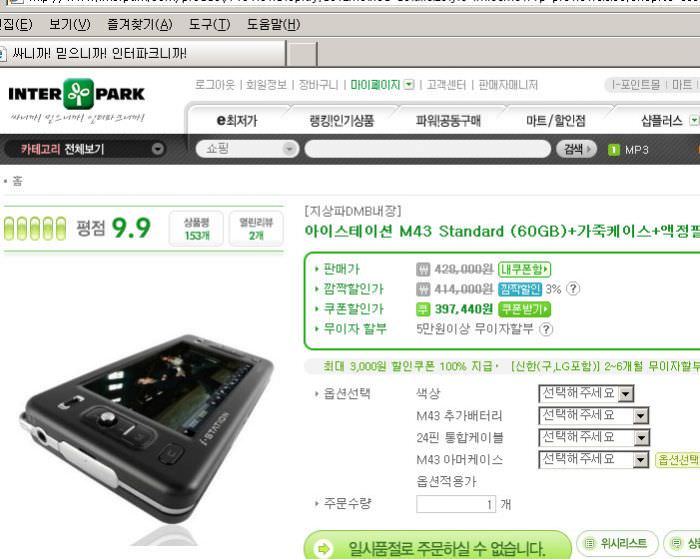 편집(E) 보기(V) 즐겨찾기(A) 도구(T) 도움말(H)
싸니까! 믿으니까! 인터파크니까!
INTERPARK
싸니까! 믿으니까! 인터파크니까!
로그아웃 | 회원정보 | 장바구니 | 마이페이지 | 고객센터 | 판매자매니저
I-포인트몰 | 마트
e최저가 랭킹!인기상품 파워!공동구매 마트/할인점 샵플러스
카테고리 전체보기 쇼핑 검색 1 MP3
홈
평점 9.9 상품평 153개 열린리뷰 2개
[지상파DMB내장]
아이스테이션 M43 Standard (60GB)+가죽케이스+액정필
판매가 428,000원 내쿠폰함
깜짝할인가 414,000원 깜짝할인 3% ?
쿠폰할인가 쿠 397,440원 쿠폰받기
무이자 할부 5만원이상 무이자할부 ?
최대 3,000원 할인쿠폰 100% 지급 · [신한(구,LG포함)] 2~6개월 무이자할부
옵션선택 색상 선택해주세요
M43 추가배터리 선택해주세요
24핀 통합케이블 선택해주세요
M43 아머케이스 선택해주세요 옵션선택
옵션적용가
주문수량 1 개
일시품절로 주문하실 수 없습니다. 위시리스트
i-STATION